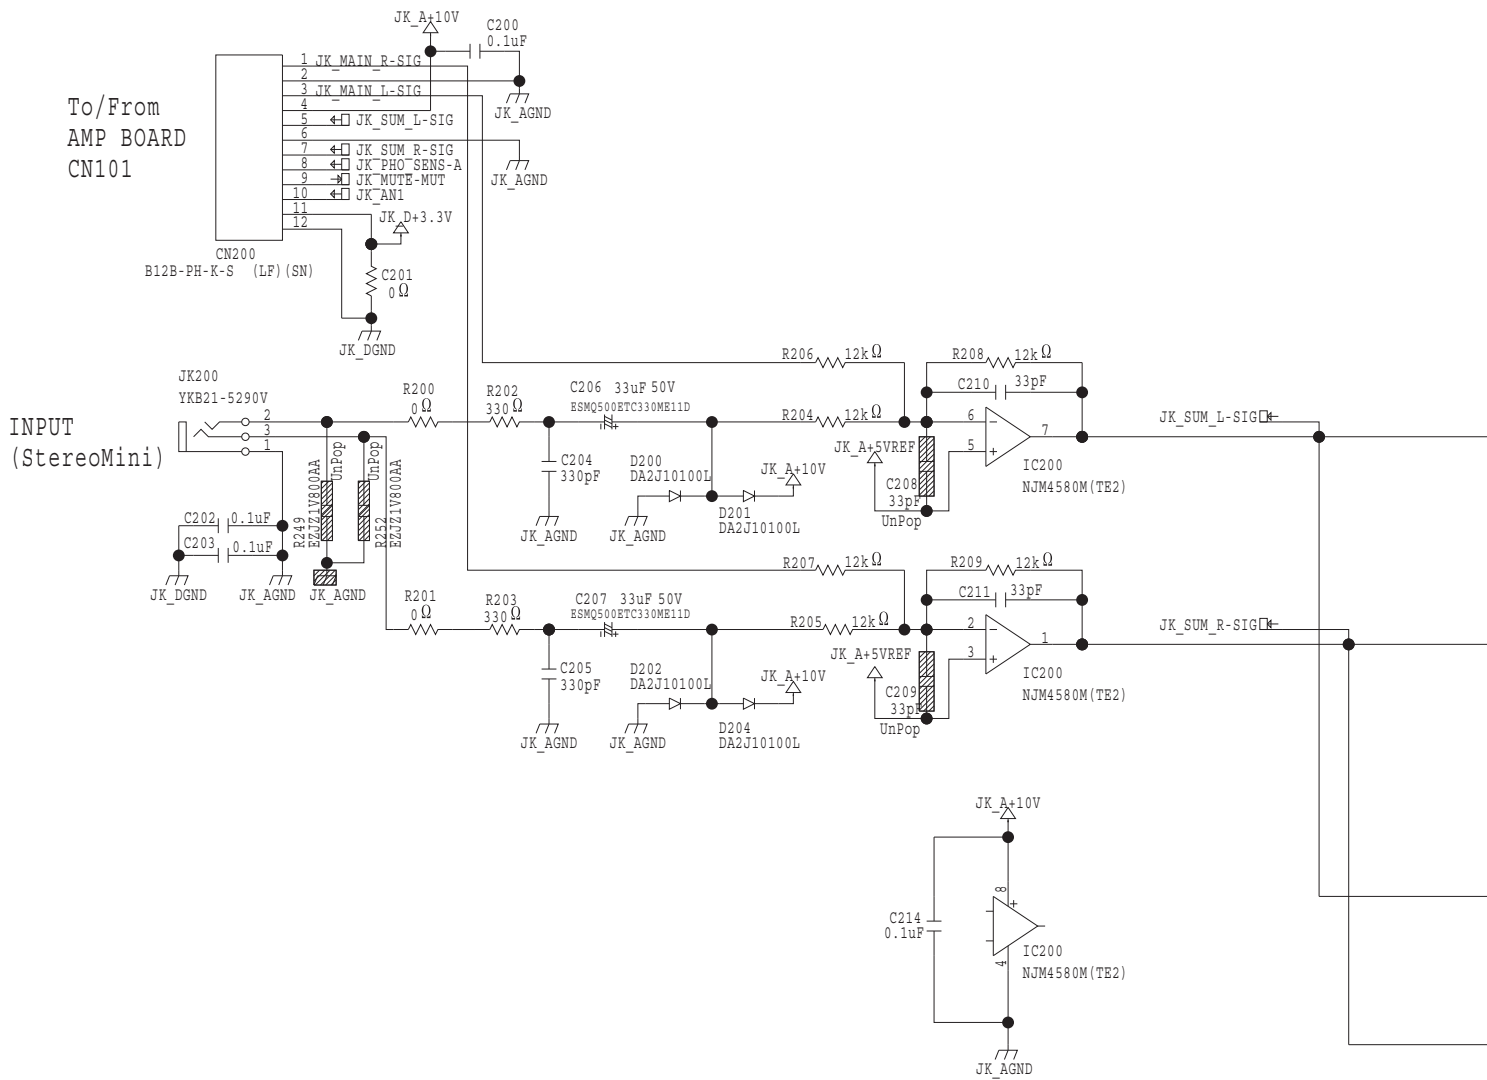 JK_A+10V
C200
0.1uF
To/From
AMP BOARD
CN101
1 JK_MAIN_R-SIG
2
3 JK_MAIN_L-SIG
4
5 JK_SUM_L-SIG
6
7 JK_SUM_R-SIG
8 JK_PHO_SENS-A
9 JK_MUTE-MUT
10 JK_AN1
11
12
JK_AGND
JK_AGND
JK_D+3.3V
CN200
B12B-PH-K-S (LF)(SN)
C201
0Ω
JK_DGND
INPUT
(StereoMini)
JK200
YKB21-5290V
2
3
1
R200
0Ω
R202
330Ω
C206 33uF 50V
ESMQ500ETC330ME11D
R206 12kΩ
R204 12kΩ
R208 12kΩ
C210 33pF
6
5
7
IC200
NJM4580M(TE2)
JK_SUM_L-SIG
JK_A+5VREF
C208
33pF
UnPop
C204
330pF
JK_AGND
D200
DA2J10100L
JK_AGND
JK_A+10V
D201
DA2J10100L
R249
EZJZ1V800AA
UnPop
R252
EZJZ1V800AA
UnPop
C202 0.1uF
C203 0.1uF
JK_DGND
JK_AGND
JK_AGND
R201
0Ω
R203
330Ω
C207 33uF 50V
ESMQ500ETC330ME11D
R207 12kΩ
R205 12kΩ
R209 12kΩ
C211 33pF
2
3
1
IC200
NJM4580M(TE2)
JK_SUM_R-SIG
JK_A+5VREF
C209
33pF
UnPop
C205
330pF
JK_AGND
D202
DA2J10100L
JK_AGND
JK_A+10V
D204
DA2J10100L
JK_A+10V
8
C214
0.1uF
4
IC200
NJM4580M(TE2)
JK_AGND